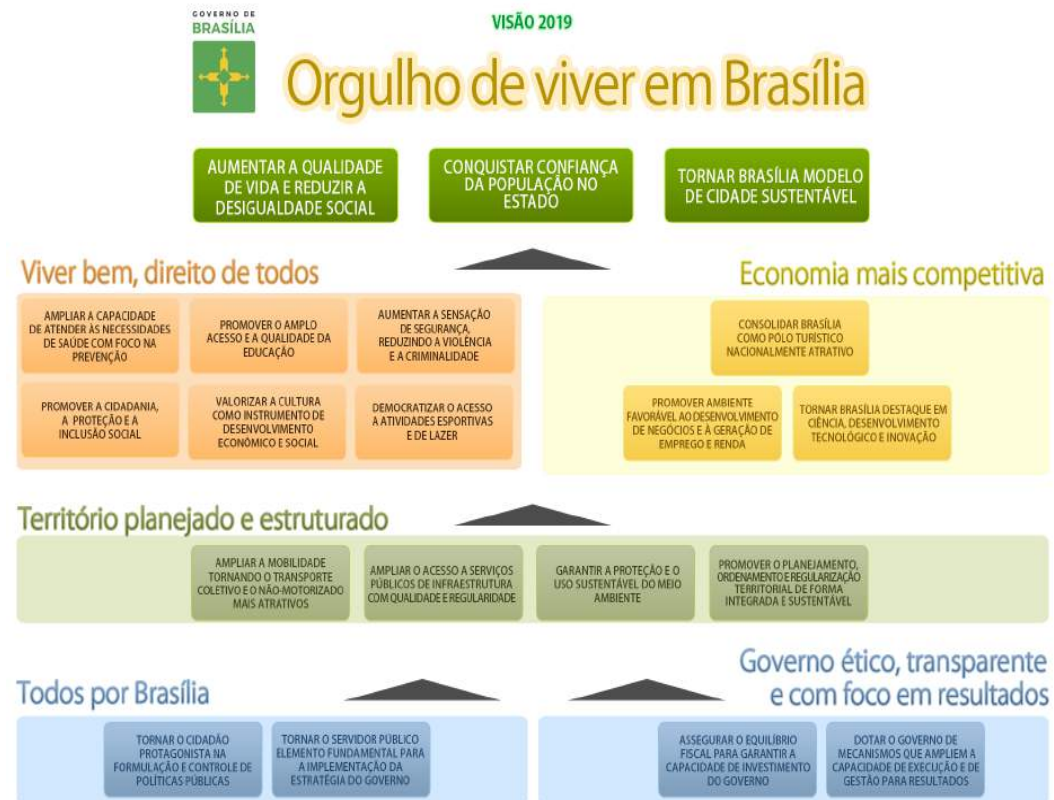 GOVERNO DE
BRASÍLIA
VISÃO 2019
Orgulho de viver em Brasília
AUMENTAR A QUALIDADE
DE VIDA E REDUZIR A
DESIGUALDADE SOCIAL
CONQUISTAR CONFIANÇA
DA POPULAÇÃO NO
ESTADO
TORNAR BRASÍLIA MODELO
DE CIDADE SUSTENTÁVEL
Viver bem, direito de todos
AMPLIAR A CAPACIDADE
DE ATENDER ÀS NECESSIDADES
DE SAÚDE COM FOCO NA
PREVENÇÃO
PROMOVER O AMPLO
ACESSO E A QUALIDADE DA
EDUCAÇÃO
AUMENTAR A SENSAÇÃO
DE SEGURANÇA,
REDUZINDO A VIOLÊNCIA
E A CRIMINALIDADE
PROMOVER A CIDADANIA,
A PROTEÇÃO E A
INCLUSÃO SOCIAL
VALORIZAR A CULTURA
COMO INSTRUMENTO DE
DESENVOLVIMENTO
ECONÔMICO E SOCIAL
DEMOCRATIZAR O ACESSO
A ATIVIDADES ESPORTIVAS
E DE LAZER
Economia mais competitiva
CONSOLIDAR BRASÍLIA
COMO PÓLO TURÍSTICO
NACIONALMENTE ATRATIVO
PROMOVER AMBIENTE
FAVORÁVEL AO DESENVOLVIMENTO
DE NEGÓCIOS E À GERAÇÃO DE
EMPREGO E RENDA
TORNAR BRASÍLIA DESTAQUE EM
CIÊNCIA, DESENVOLVIMENTO
TECNOLÓGICO E INOVAÇÃO
Território planejado e estruturado
AMPLIAR A MOBILIDADE
TORNANDO O TRANSPORTE
COLETIVO E O NÃO-MOTORIZADO
MAIS ATRATIVOS
AMPLIAR O ACESSO A SERVIÇOS
PÚBLICOS DE INFRAESTRUTURA
COM QUALIDADE E REGULARIDADE
GARANTIR A PROTEÇÃO E O
USO SUSTENTÁVEL DO MEIO
AMBIENTE
PROMOVER O PLANEJAMENTO,
ORDENAMENTO E REGULARIZAÇÃO
TERRITORIAL DE FORMA
INTEGRADA E SUSTENTÁVEL
Todos por Brasília
TORNAR O CIDADÃO
PROTAGONISTA NA
FORMULAÇÃO E CONTROLE DE
POLÍTICAS PÚBLICAS
TORNAR O SERVIDOR PÚBLICO
ELEMENTO FUNDAMENTAL PARA
A IMPLEMENTAÇÃO DA
ESTRATÉGIA DO GOVERNO
Governo ético, transparente
e com foco em resultados
ASSEGURAR O EQUILÍBRIO
FISCAL PARA GARANTIR A
CAPACIDADE DE INVESTIMENTO
DO GOVERNO
DOTAR O GOVERNO DE
MECANISMOS QUE AMPLIEM A
CAPACIDADE DE EXECUÇÃO E DE
GESTÃO PARA RESULTADOS